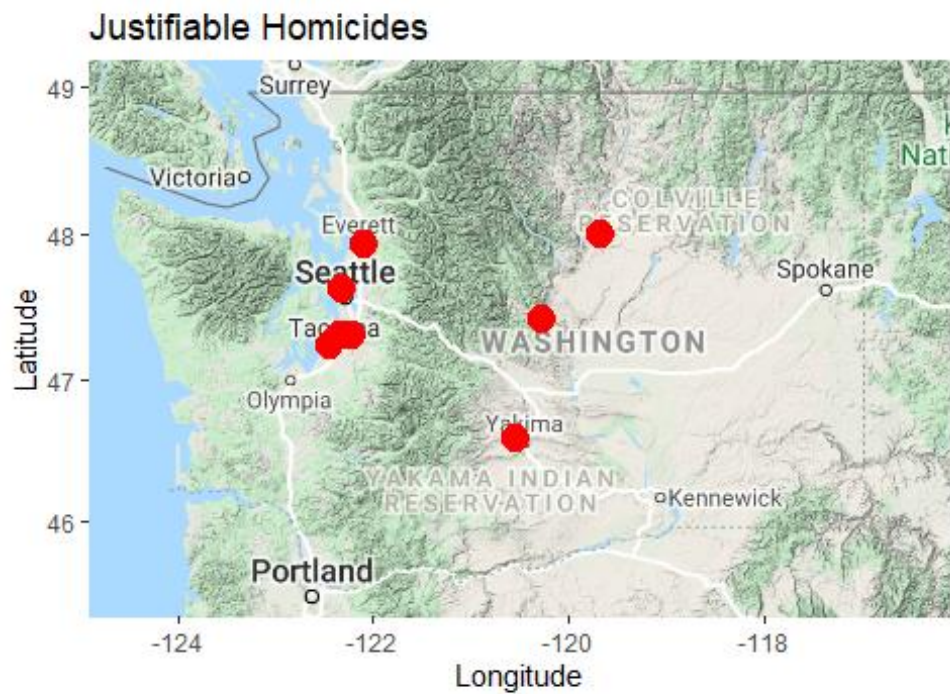 Justifiable Homicides
49
Surrey
Nati
Victoria
COLVILLE
RESERVATION
Everett
48
Seattle
Spokane
Tacoma
WASHINGTON
47
Olympia
Yakima
YAKAMA INDIAN
RESERVATION
Kennewick
46
Portland
-124
-122
-120
-118
Latitude
Longitude